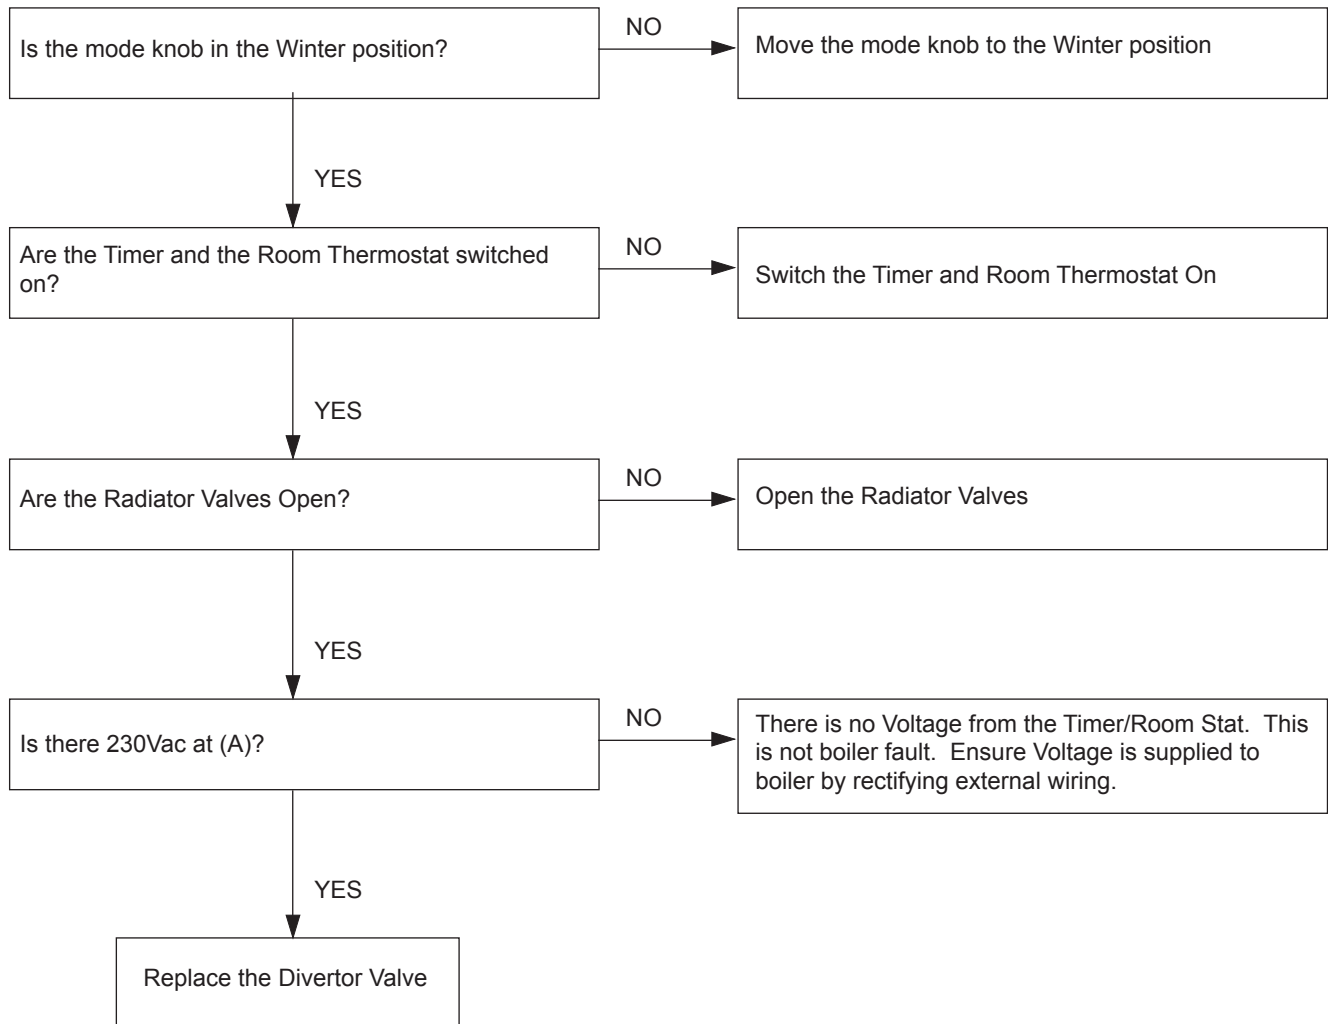 Is the mode knob in the Winter position?
NO
Move the mode knob to the Winter position
YES
Are the Timer and the Room Thermostat switched
on?
NO
Switch the Timer and Room Thermostat On
YES
Are the Radiator Valves Open?
NO
Open the Radiator Valves
YES
Is there 230Vac at (A)?
NO
There is no Voltage from the Timer/Room Stat.  This
is not boiler fault.  Ensure Voltage is supplied to
boiler by rectifying external wiring.
YES
Replace the Divertor Valve